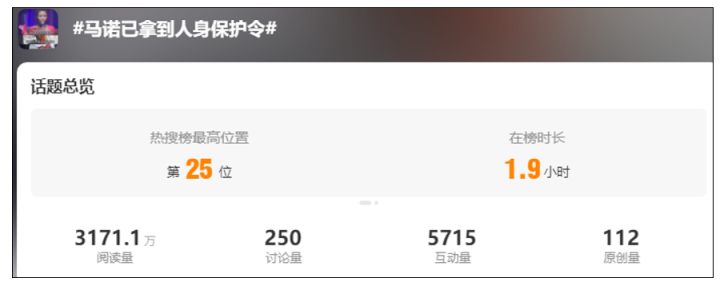 #马诺已拿到人身保护令#
话题总览
热搜榜最高位置 在榜时长
第 25 位 1.9 小时
3171.1 万 250 5715 112
阅读量 讨论量 互动量 原创量